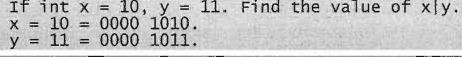 If int x = 10, y = 11. Find the value of x|y.
x = 10 = 0000 1010.
y = 11 = 0000 1011.